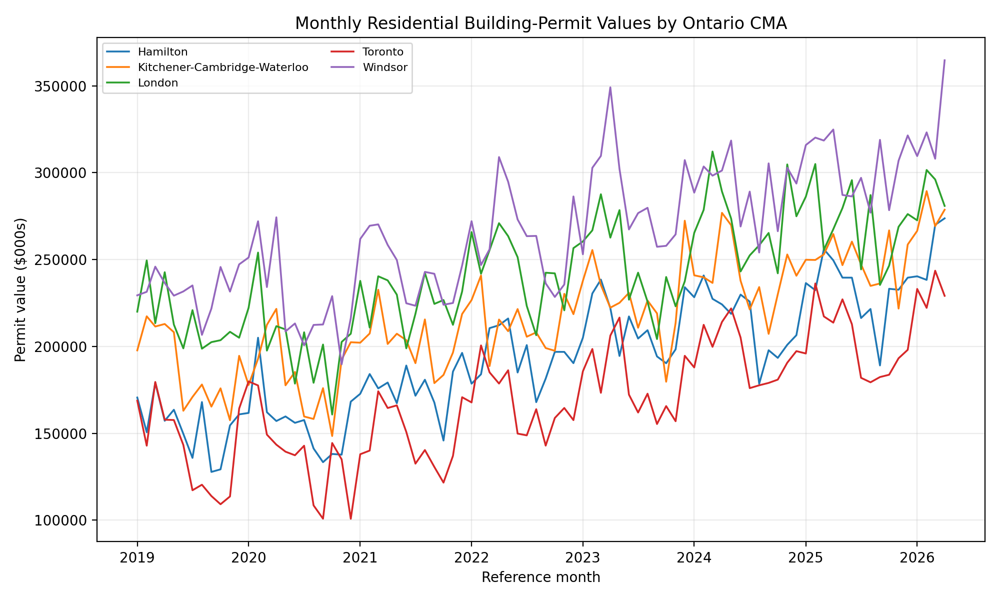 Monthly Residential Building-Permit Values by Ontario CMA
Hamilton
Kitchener-Cambridge-Waterloo
London
Toronto
Windsor
Permit value ($000s)
350000
300000
250000
200000
150000
100000
2019 2020 2021 2022 2023 2024 2025 2026
Reference month